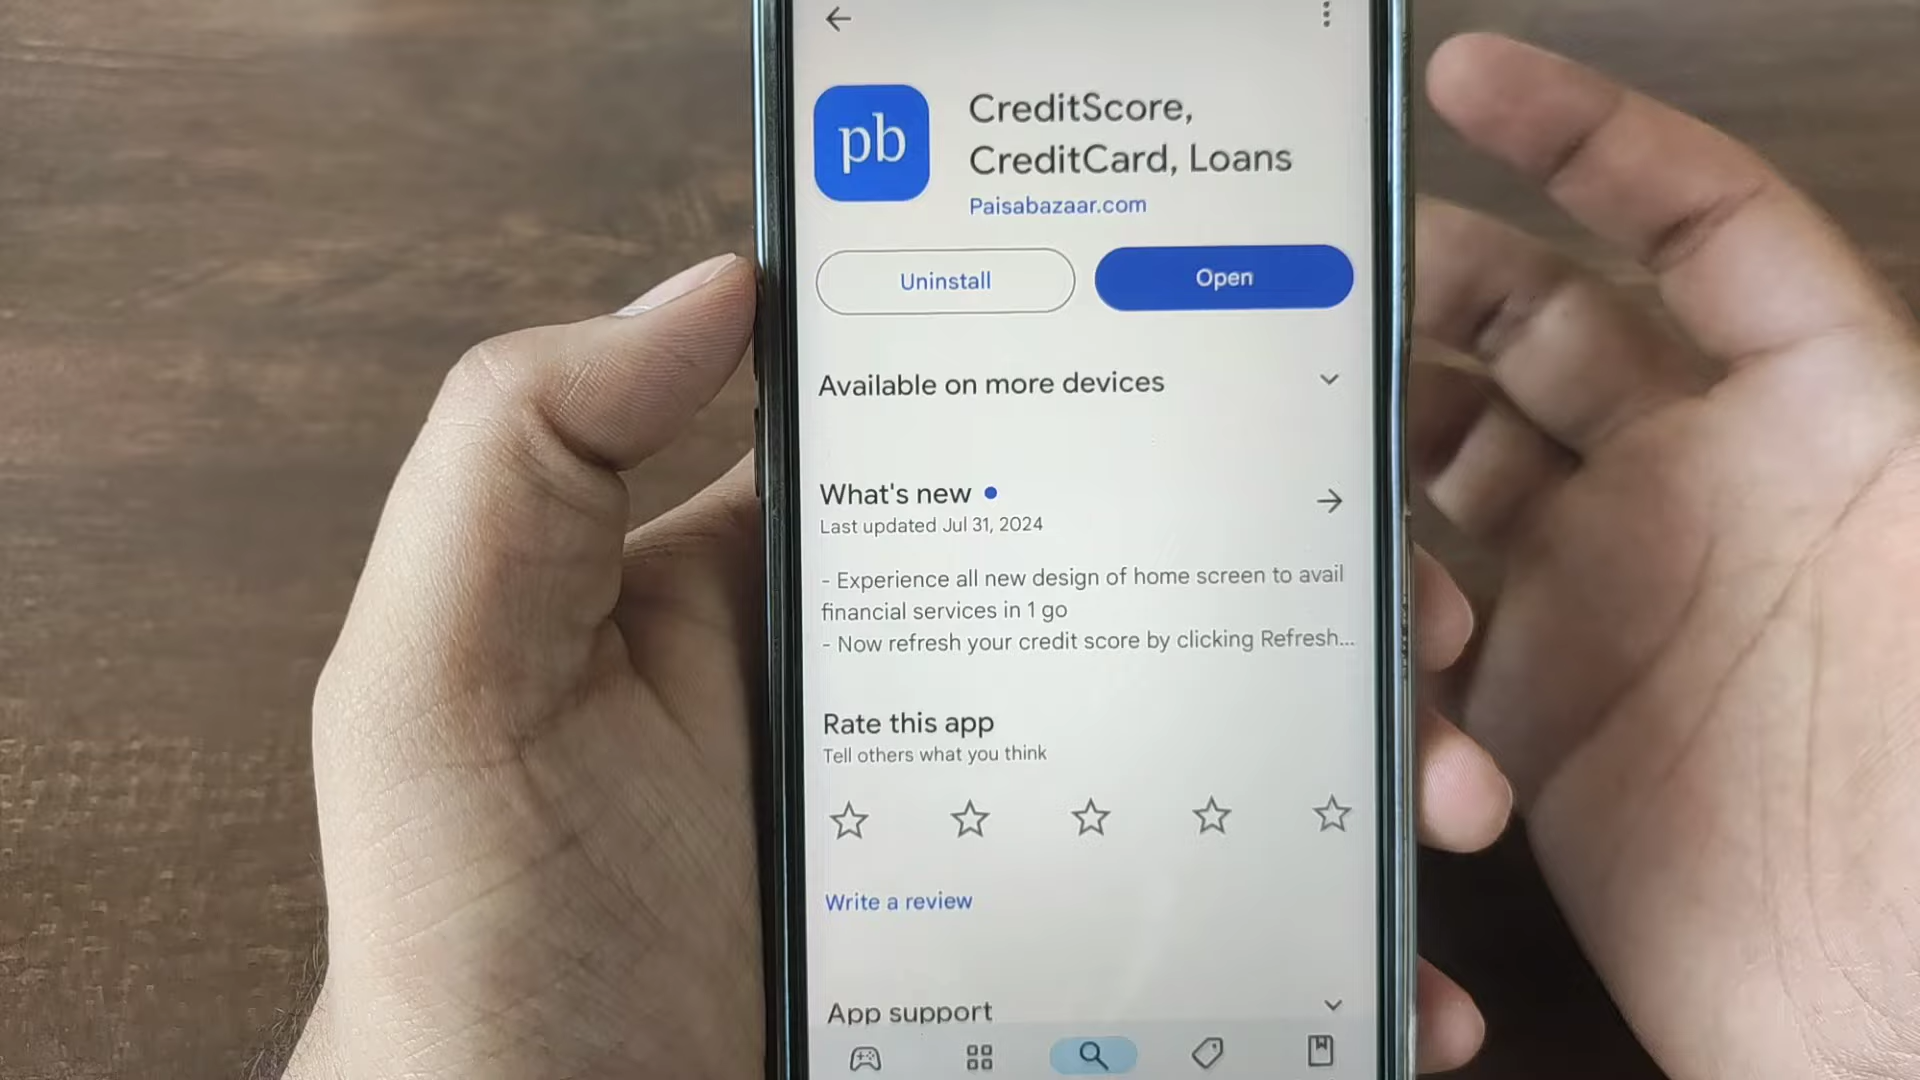 pb
CreditScore,
CreditCard, Loans
Paisabazaar.com
Uninstall
Open
Available on more devices
What's new
Last updated Jul 31, 2024
- Experience all new design of home screen to avail
financial services in 1 go
- Now refresh your credit score by clicking Refresh...
Rate this app
Tell others what you think
Write a review
App support